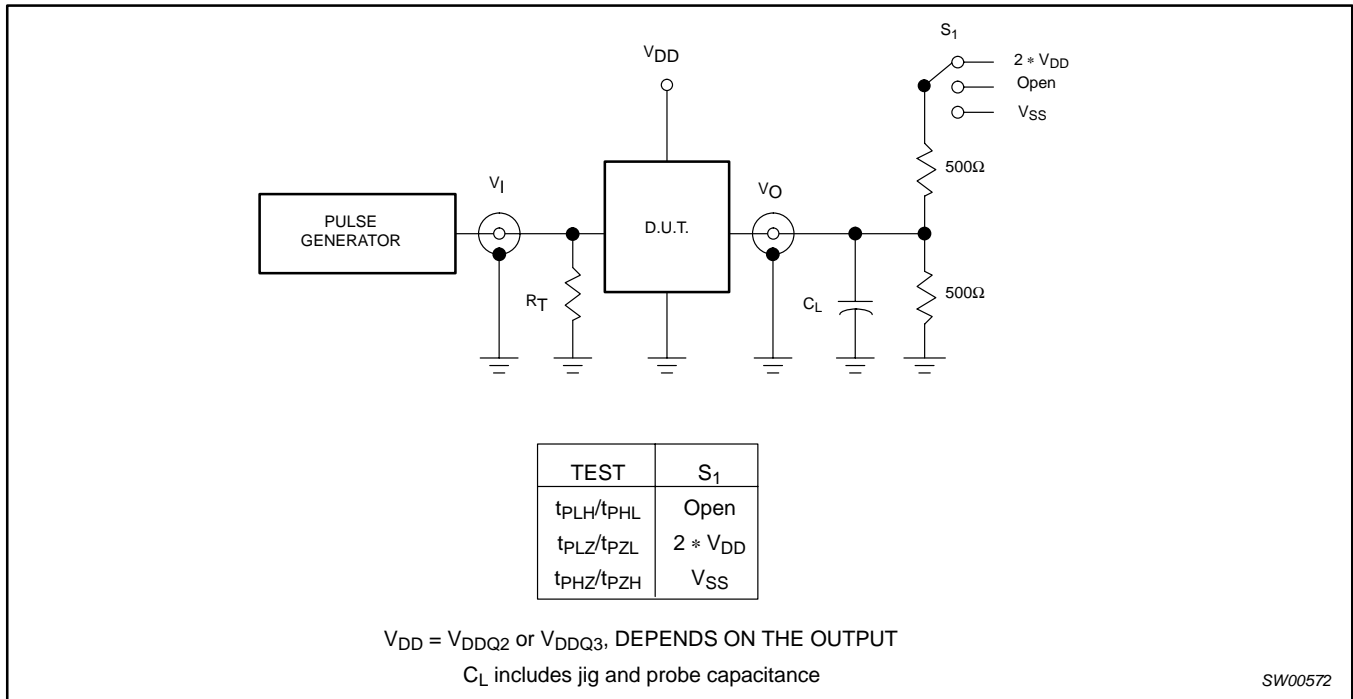 S1
2 * VDD
Open
VSS
VDD
500Ω
VI
VO
PULSE
GENERATOR
D.U.T.
RT
CL
500Ω
TEST S1
tPLH/tPHL Open
tPLZ/tPZL 2 * VDD
tPHZ/tPZH VSS
VDD = VDDQ2 or VDDQ3, DEPENDS ON THE OUTPUT
CL includes jig and probe capacitance
SW00572